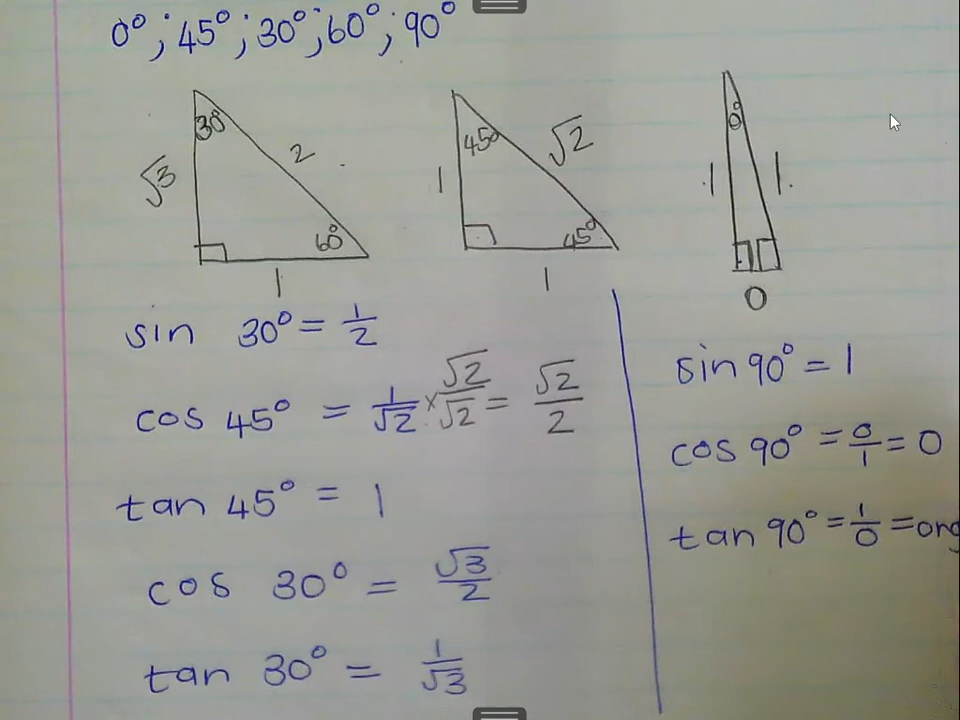 0°; 45°; 30°; 60°; 90°
30°
√3
2
60°
1
45°
√2
1
45°
1
0°
1
1
0
sin 30° = 1/2
cos 45° = 1/√2 × √2/√2 = √2/2
tan 45° = 1
cos 30° = √3/2
tan 30° = 1/√3
sin 90° = 1
cos 90° = 0/1 = 0
tan 90° = 1/0 =